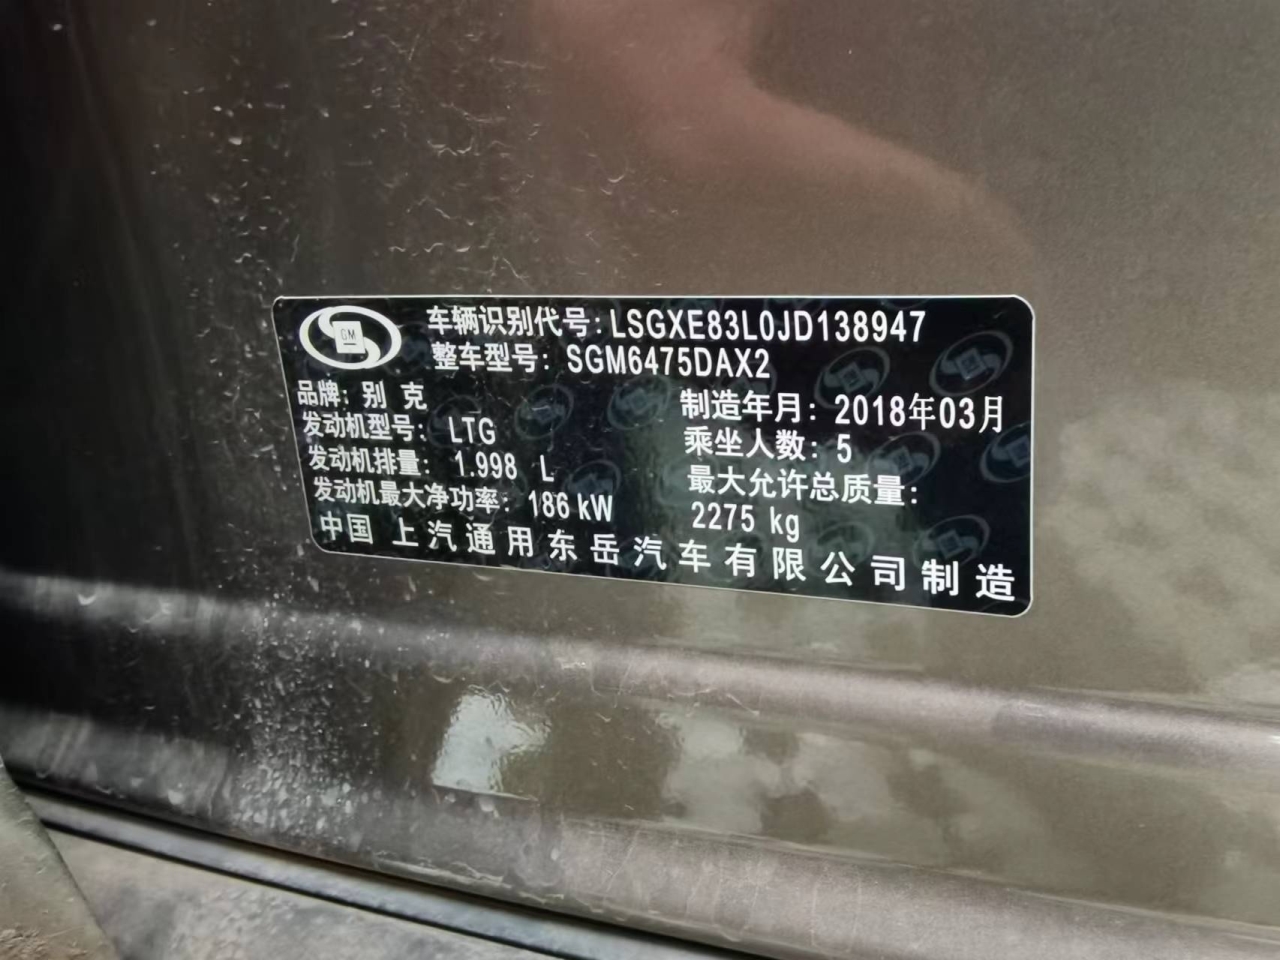 GM
车辆识别代号：LSGXE83L0JD138947
整车型号：SGM6475DAX2
品牌：别 克
制造年月：2018年03月
发动机型号：LTG
乘坐人数：5
发动机排量：1.998 L
最大允许总质量：
发动机最大净功率：186 kW
2275 kg
中国 上汽通用东岳汽车有限公司制造